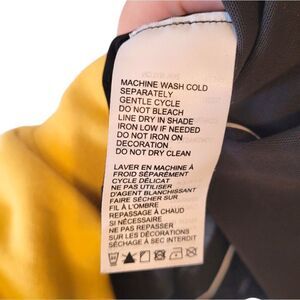 MACHINE WASH COLD
SEPARATELY
GENTLE CYCLE
DO NOT BLEACH
LINE DRY IN SHADE
IRON LOW IF NEEDED
DO NOT IRON ON
DECORATION
DO NOT DRY CLEAN
LAVER EN MACHINE À
FROID SÉPARÉMENT
CYCLE DÉLICAT
NE PAS UTILISER
D'AGENT BLANCHISSANT
FAIRE SÉCHER SUR
FIL À L'OMBRE
REPASSAGE À CHAUD
SI NÉCESSAIRE
NE PAS REPASSER
SUR LES DÉCORATIONS
SÉCHAGE À SEC INTERDIT